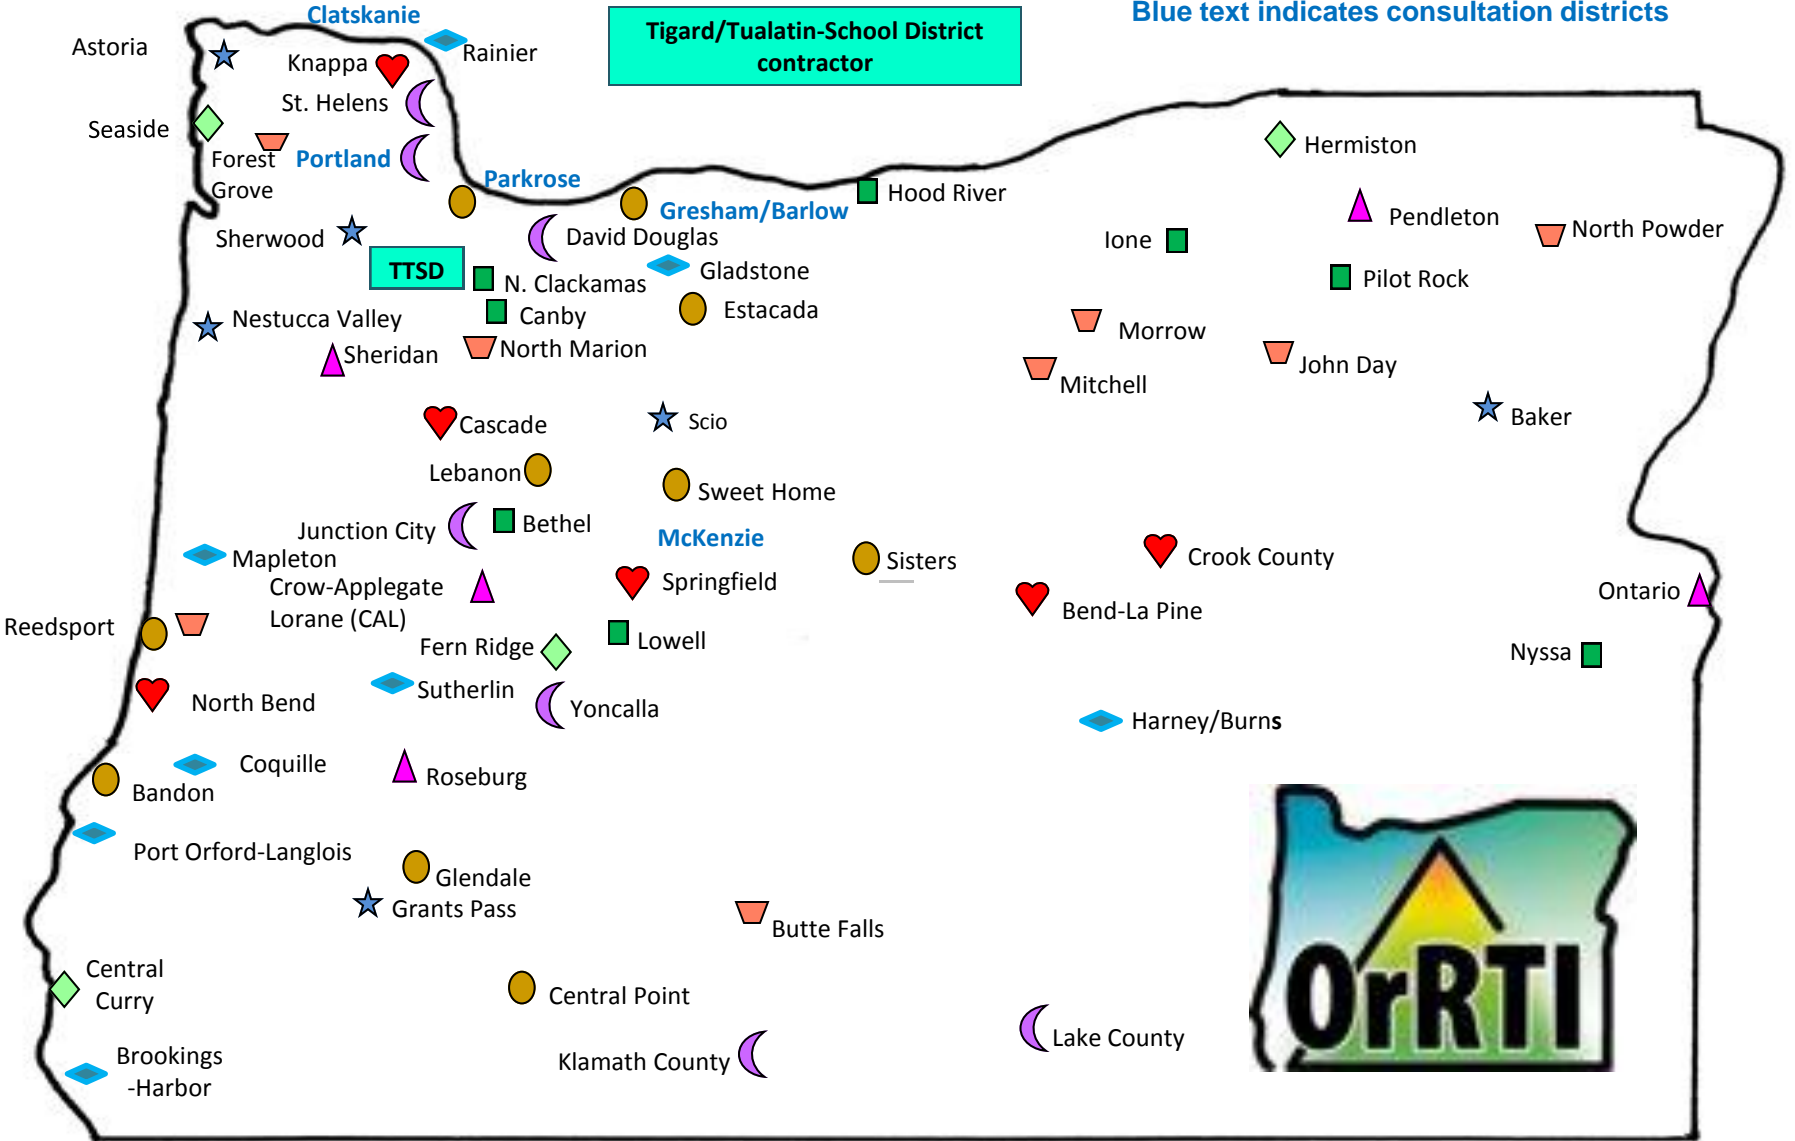 Clatskanie
Blue text indicates consultation districts
Tigard/Tualatin-School District
contractor
Astoria
Rainier
Knappa
St. Helens
Seaside
Forest
Grove
Portland
Hermiston
Parkrose
Hood River
Gresham/Barlow
Pendleton
North Powder
Sherwood
David Douglas
Ione
TTSD
Gladstone
N. Clackamas
Pilot Rock
Canby
Estacada
Nestucca Valley
Morrow
Sheridan
North Marion
John Day
Mitchell
Cascade
Scio
Baker
Lebanon
Sweet Home
Junction City
Bethel
McKenzie
Mapleton
Sisters
Crook County
Crow-Applegate
Lorane (CAL)
Springfield
Ontario
Bend-La Pine
Reedsport
Lowell
Fern Ridge
Nyssa
Sutherlin
North Bend
Yoncalla
Harney/Burns
Coquille
Roseburg
Bandon
Port Orford-Langlois
Glendale
Grants Pass
Butte Falls
Central
Curry
Central Point
OrRTI
Lake County
Klamath County
Brookings
-Harbor